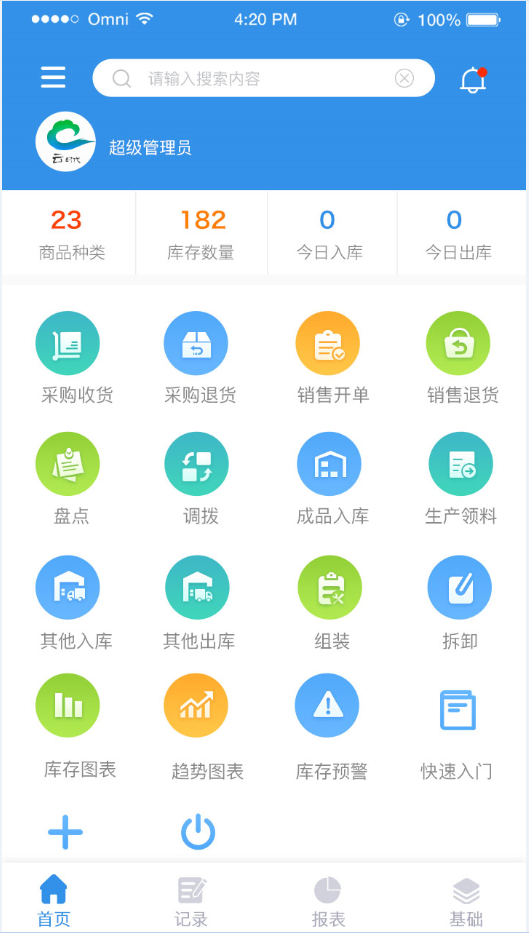 Omni 4:20 PM 100%
请输入搜索内容
云时代
超级管理员
23 182 0 0
商品种类 库存数量 今日入库 今日出库
采购收货 采购退货 销售开单 销售退货
盘点 调拨 成品入库 生产领料
其他入库 其他出库 组装 拆卸
库存图表 趋势图表 库存预警 快速入门
首页 记录 报表 基础